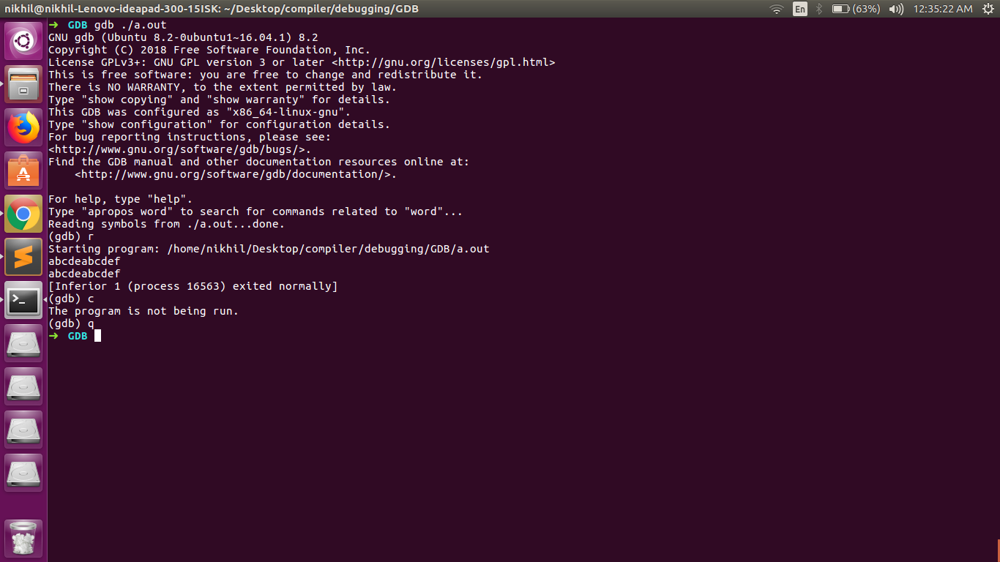 nikhil@nikhil-Lenovo-ideapad-300-15ISK: ~/Desktop/compiler/debugging/GDB En (63%) 12:35:22 AM
➜  GDB gdb ./a.out
GNU gdb (Ubuntu 8.2-0ubuntu1~16.04.1) 8.2
Copyright (C) 2018 Free Software Foundation, Inc.
License GPLv3+: GNU GPL version 3 or later <http://gnu.org/licenses/gpl.html>
This is free software: you are free to change and redistribute it.
There is NO WARRANTY, to the extent permitted by law.
Type "show copying" and "show warranty" for details.
This GDB was configured as "x86_64-linux-gnu".
Type "show configuration" for configuration details.
For bug reporting instructions, please see:
<http://www.gnu.org/software/gdb/bugs/>.
Find the GDB manual and other documentation resources online at:
    <http://www.gnu.org/software/gdb/documentation/>.
For help, type "help".
Type "apropos word" to search for commands related to "word"...
Reading symbols from ./a.out...done.
(gdb) r
Starting program: /home/nikhil/Desktop/compiler/debugging/GDB/a.out
abcdeabcdef
abcdeabcdef
[Inferior 1 (process 16563) exited normally]
(gdb) c
The program is not being run.
(gdb) q
➜  GDB